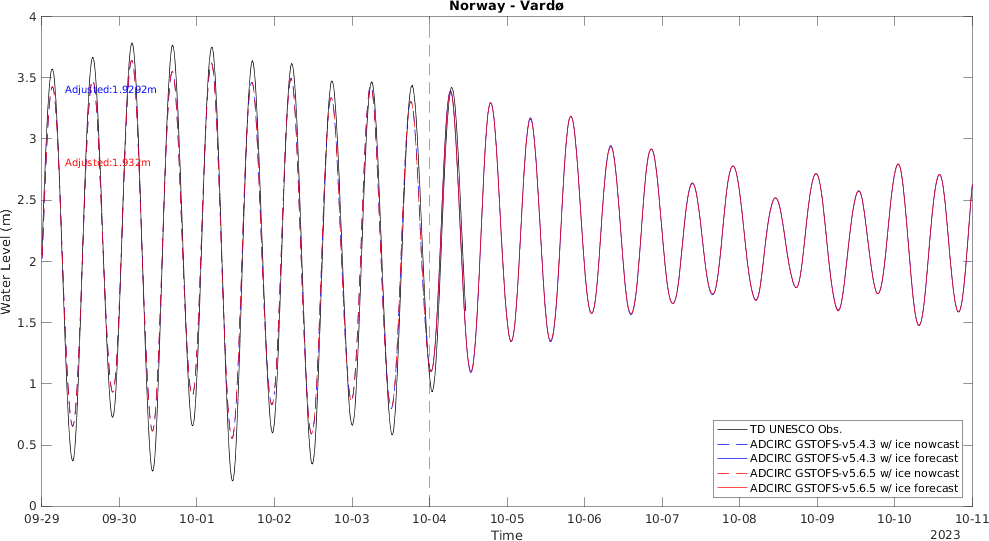 Norway - Vardø
4
3.5
3
2.5
2
1.5
1
0.5
0
Water Level (m)
Adjusted:1.9292m
Adjusted:1.932m
TD UNESCO Obs.
ADCIRC GSTOFS-v5.4.3 w/ ice nowcast
ADCIRC GSTOFS-v5.4.3 w/ ice forecast
ADCIRC GSTOFS-v5.6.5 w/ ice nowcast
ADCIRC GSTOFS-v5.6.5 w/ ice forecast
09-29 09-30 10-01 10-02 10-03 10-04 10-05 10-06 10-07 10-08 10-09 10-10 10-11
Time
2023